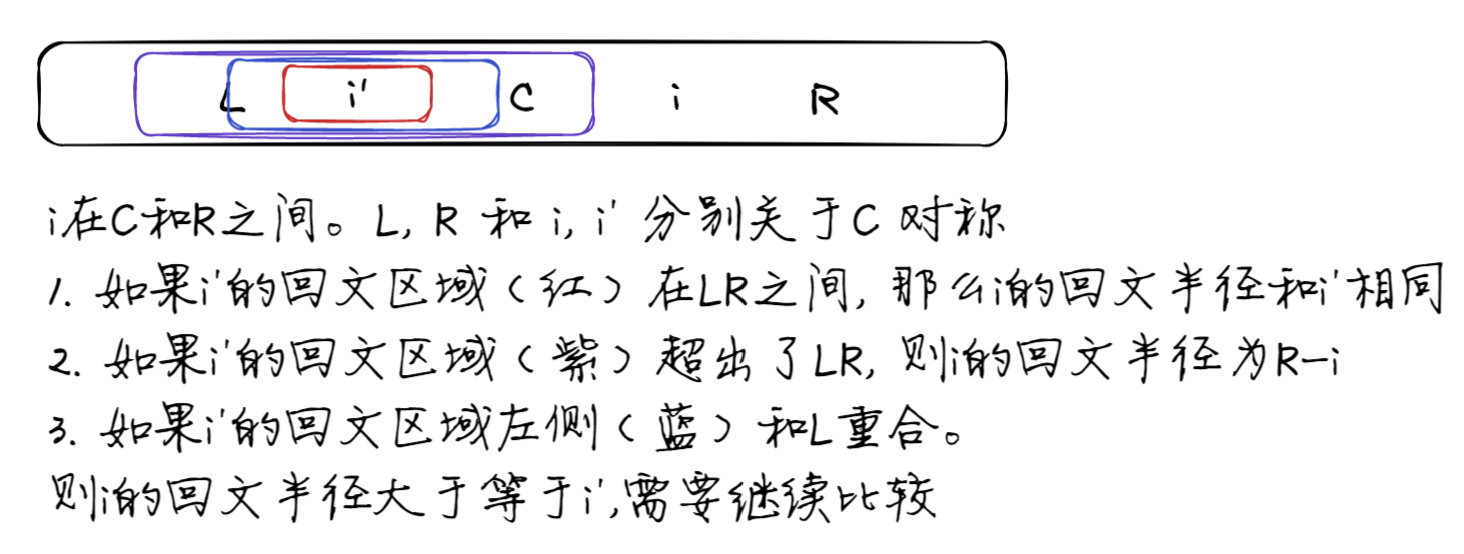 L i' C i R
i在C和R之间。L, R 和 i, i' 分别关于C 对称
1. 如果i'的回文区域（红）在LR之间, 那么i的回文半径和i'相同
2. 如果i'的回文区域（紫）超出了LR, 则i的回文半径为R-i
3. 如果i'的回文区域左侧（蓝）和L重合。
则i的回文半径大于等于i',需要继续比较